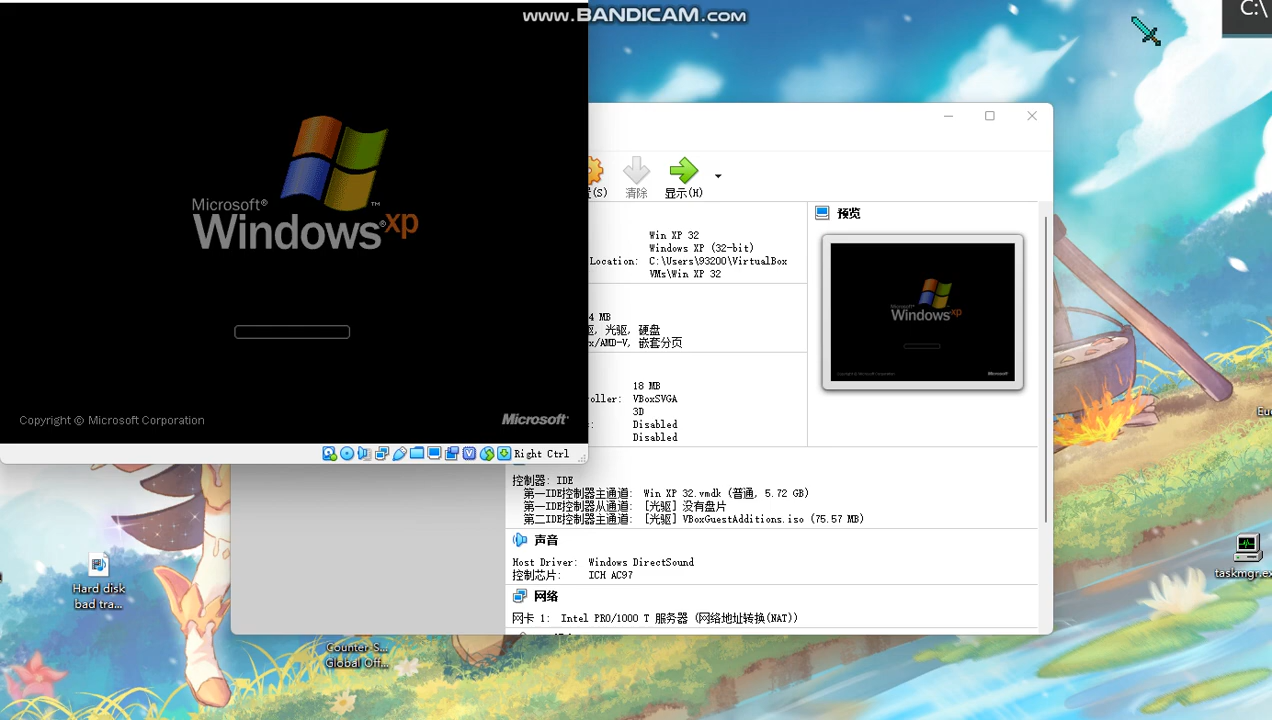 www.BANDICAM.com
C:\
Microsoft®
Windows®xp
TM
Copyright © Microsoft Corporation
Microsoft®
Right Ctrl
(S)
清除
显示(H)
预览
Win XP 32
Windows XP (32-bit)
Location: C:\Users\93200\VirtualBox
VMs\Win XP 32
4 MB
光驱, 硬盘
x/AMD-V, 嵌套分页
18 MB
oller: VBoxSVGA
3D
Disabled
Disabled
Microsoft®
Windows xp
控制器: IDE
第一IDE控制器主通道: Win XP 32.vmdk (普通, 5.72 GB)
第一IDE控制器从通道: [光驱] 没有盘片
第二IDE控制器主通道: [光驱] VBoxGuestAdditions.iso (75.57 MB)
声音
Host Driver: Windows DirectSound
控制芯片: ICH AC97
网络
网卡 1: Intel PRO/1000 T 服务器 (网络地址转换(NAT))
Hard disk
bad tra...
Counter-S...
Global Off...
taskmgr.ex